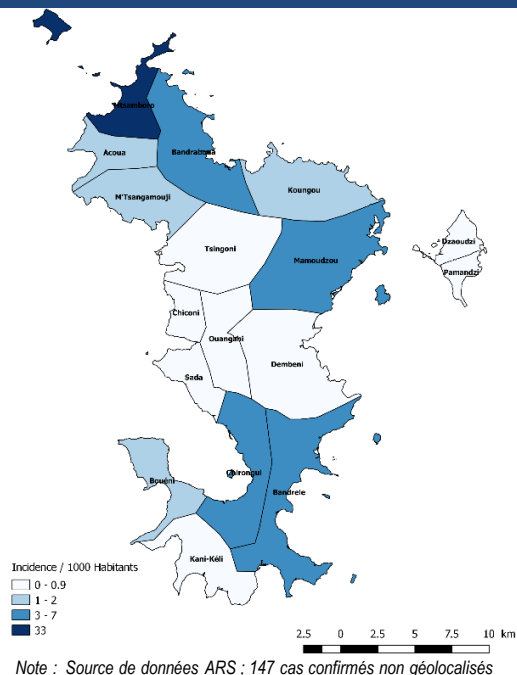 Mtsamboro
Acoua
Bandraboua
M'Tsangamouji
Koungou
Tsingoni
Mamoudzou
Dzaoudzi
Pamandzi
Chiconi
Ouangani
Sada
Dembeni
Chirongui
Bouéni
Bandrele
Kani-Kéli
Incidence / 1000 Habitants
0 - 0.9
1 - 2
3 - 7
33
2.5 0 2.5 5 7.5 10 km
Note : Source de données ARS ; 147 cas confirmés non géolocalisés